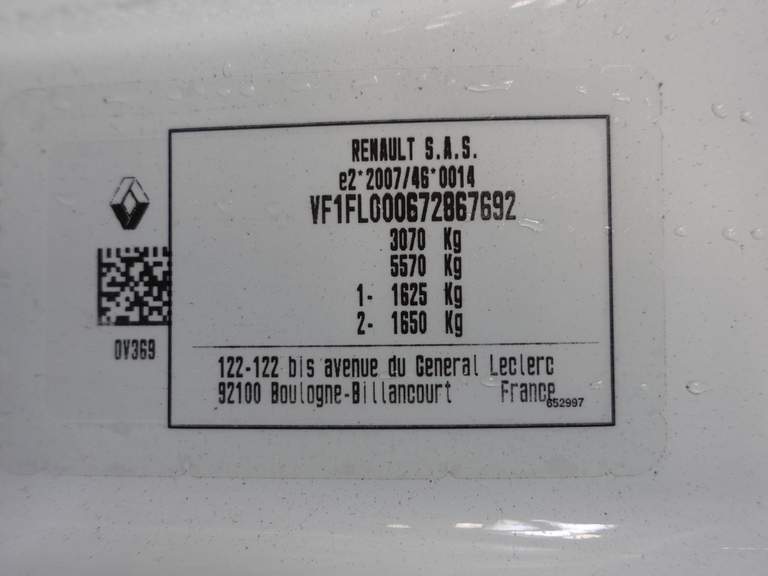 RENAULT S.A.S.
e2*2007/46*0014
VF1FL000672867692
3070 Kg
5570 Kg
1- 1625 Kg
2- 1650 Kg
0V369
122-122 bis avenue du General Leclerc
92100 Boulogne-Billancourt France
652997